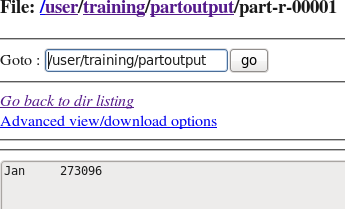 File: /user/training/partoutput/part-r-00001
Goto : /user/training/partoutput go
Go back to dir listing
Advanced view/download options
Jan 273096